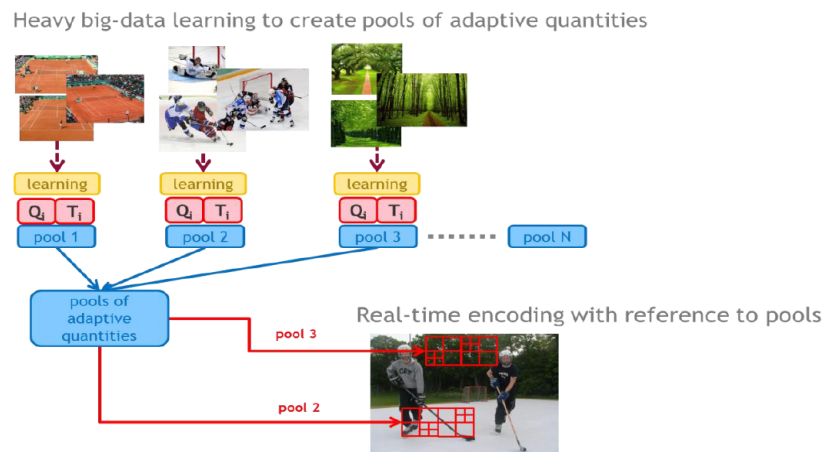 Heavy big-data learning to create pools of adaptive quantities
learning
learning
learning
Qi Ti
Qi Ti
Qi Ti
pool 1
pool 2
pool 3
pool N
pools of
adaptive
quantities
Real-time encoding with reference to pools
pool 3
pool 2